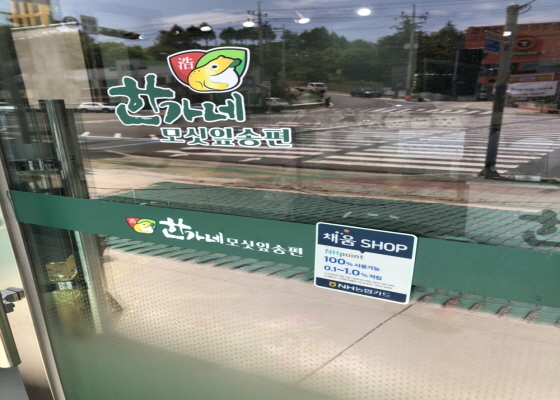 浩
한가네
모싯잎송편
浩
한가네모싯잎송편
채움 SHOP
NHpoint
100% 사용가능
0.1~1.0% 적립
NH농협카드